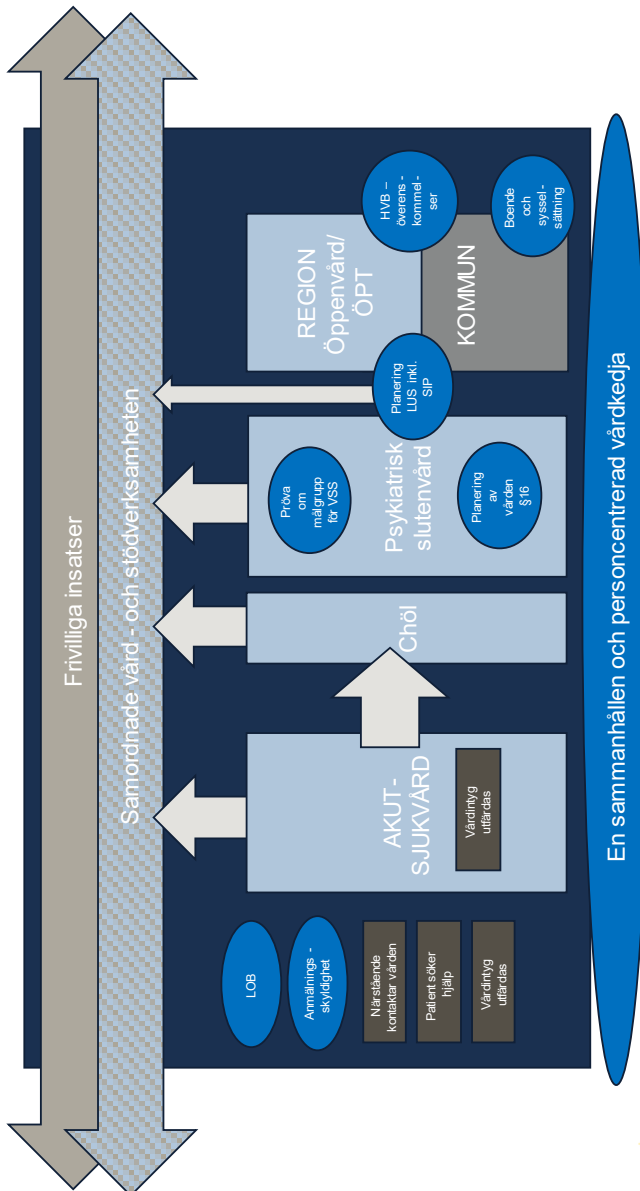 Frivilliga insatser
Samordnade vård - och stödverksamheten
LOB
Anmälnings -
skyldighet
Närstående
kontaktar vården
Patient söker
hjälp
Vårdintyg
utfärdas
AKUT-
SJUKVÅRD
Vårdintyg
utfärdas
Chöl
Pröva
om
målgrupp
för VSS
Psykiatrisk
slutenvård
Planering
av
vården
§16
Planering
LUS inkl.
SIP
REGION
Öppenvård/
ÖPT
HVB –
överens -
kommel -
ser
KOMMUN
Boende
och
syssel -
sättning
En sammanhållen och personcentrerad vårdkedja